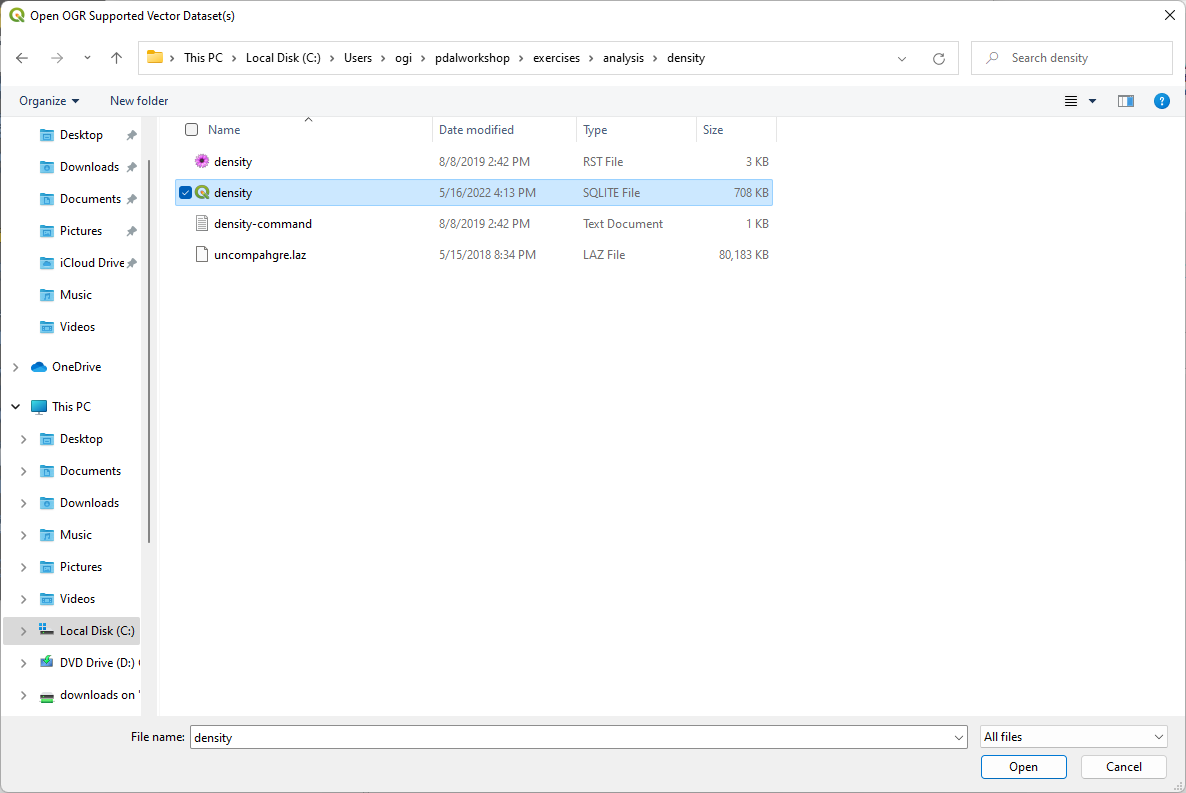 Open OGR Supported Vector Dataset(s)
This PC > Local Disk (C:) > Users > ogi > pdalworkshop > exercises > analysis > density
Search density
Organize
New folder
?
Name Date modified Type Size
density 8/8/2019 2:42 PM RST File 3 KB
density 5/16/2022 4:13 PM SQLITE File 708 KB
density-command 8/8/2019 2:42 PM Text Document 1 KB
uncompahgre.laz 5/15/2018 8:34 PM LAZ File 80,183 KB
Desktop
Downloads
Documents
Pictures
iCloud Drive
Music
Videos
OneDrive
This PC
Desktop
Documents
Downloads
Music
Pictures
Videos
Local Disk (C:)
DVD Drive (D:)
downloads on
File name: density
All files
Open
Cancel